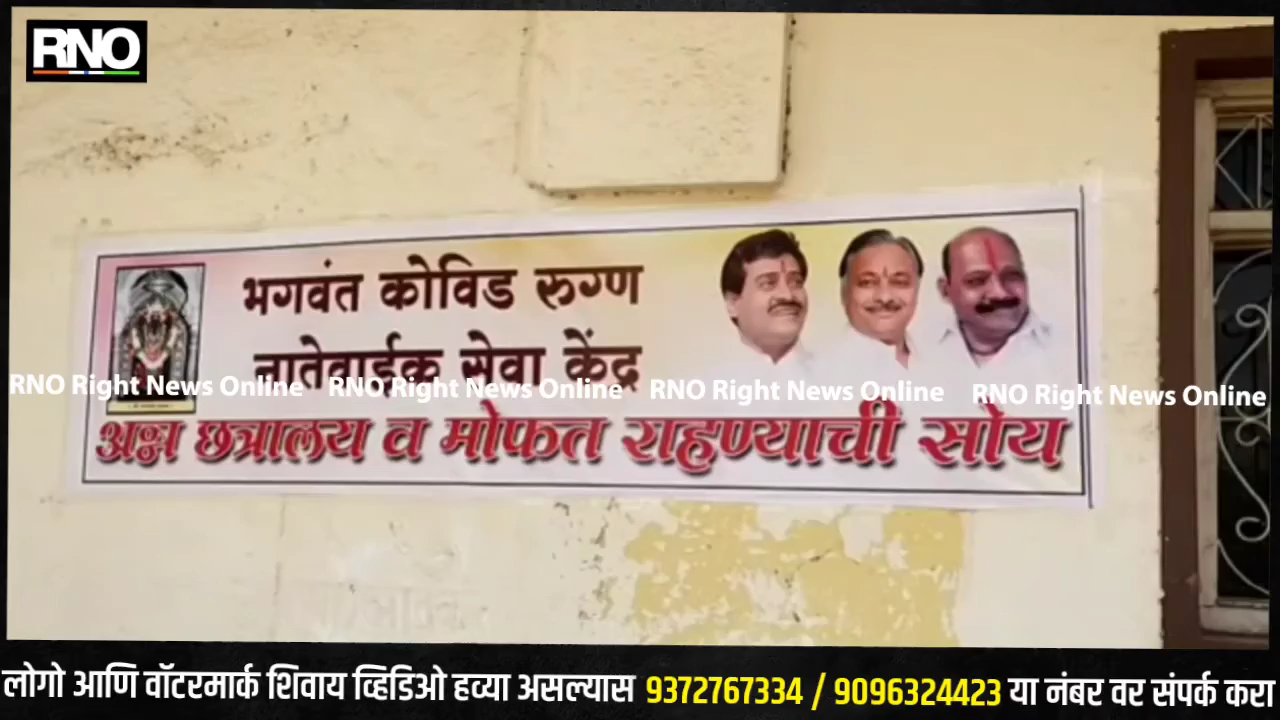 RNO
भगवंत कोविड रुग्ण
नातेवाईक सेवा केंद्र
RNO Right News Online RNO Right News Online RNO Right News Online RNO Right News Online
अन्न छत्रालय व मोफत राहण्याची सोय
लोगो आणि वॉटरमार्क शिवाय व्हिडिओ हव्या असल्यास 9372767334 / 9096324423 या नंबर वर संपर्क करा